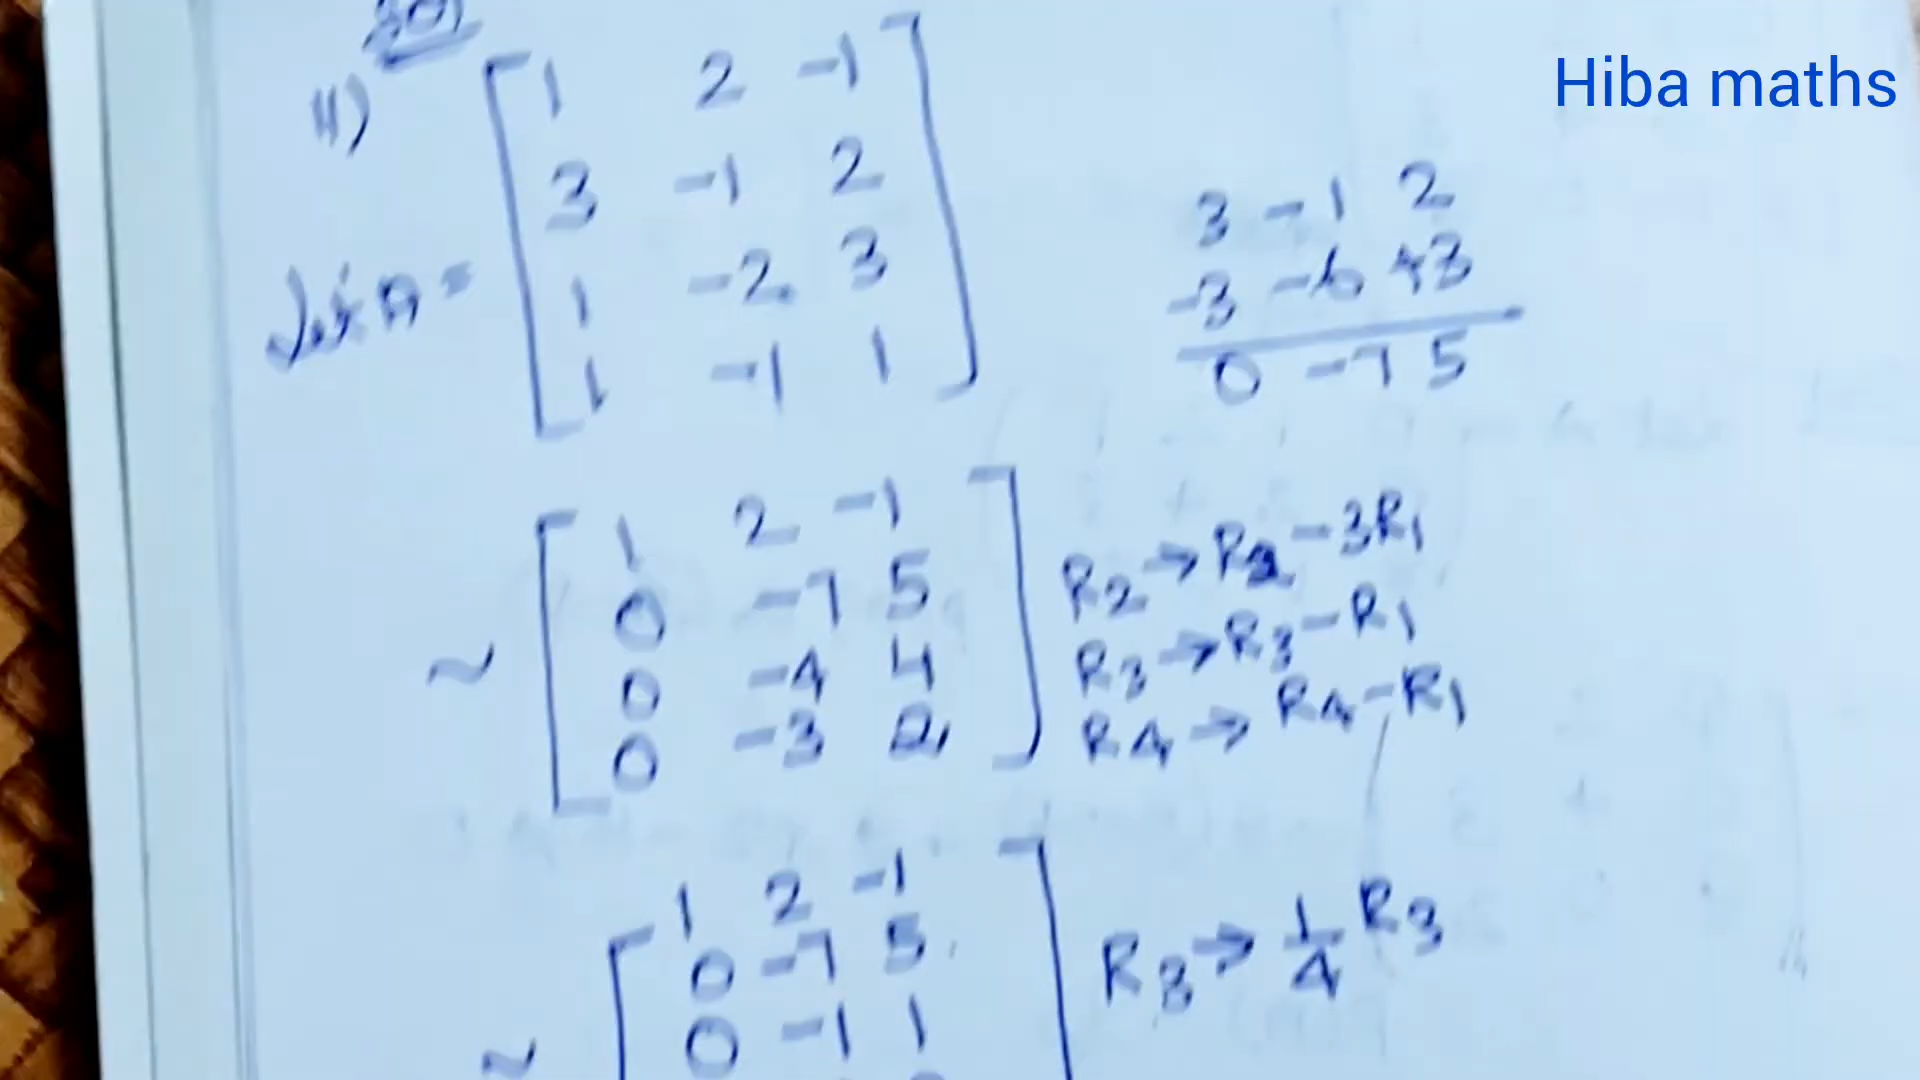 Hiba maths
Sol
ii)
Let A =
1 2 -1
3 -1 2
1 -2 3
1 -1 1
3 -1 2
-3 -6 +3
0 -7 5
~
1 2 -1
0 -7 5 R2 → R2 - 3R1
0 -4 4 R3 → R3 - R1
0 -3 2 R4 → R4 - R1
~
1 2 -1
0 -7 5 R3 → 1/4 R3
0 -1 1